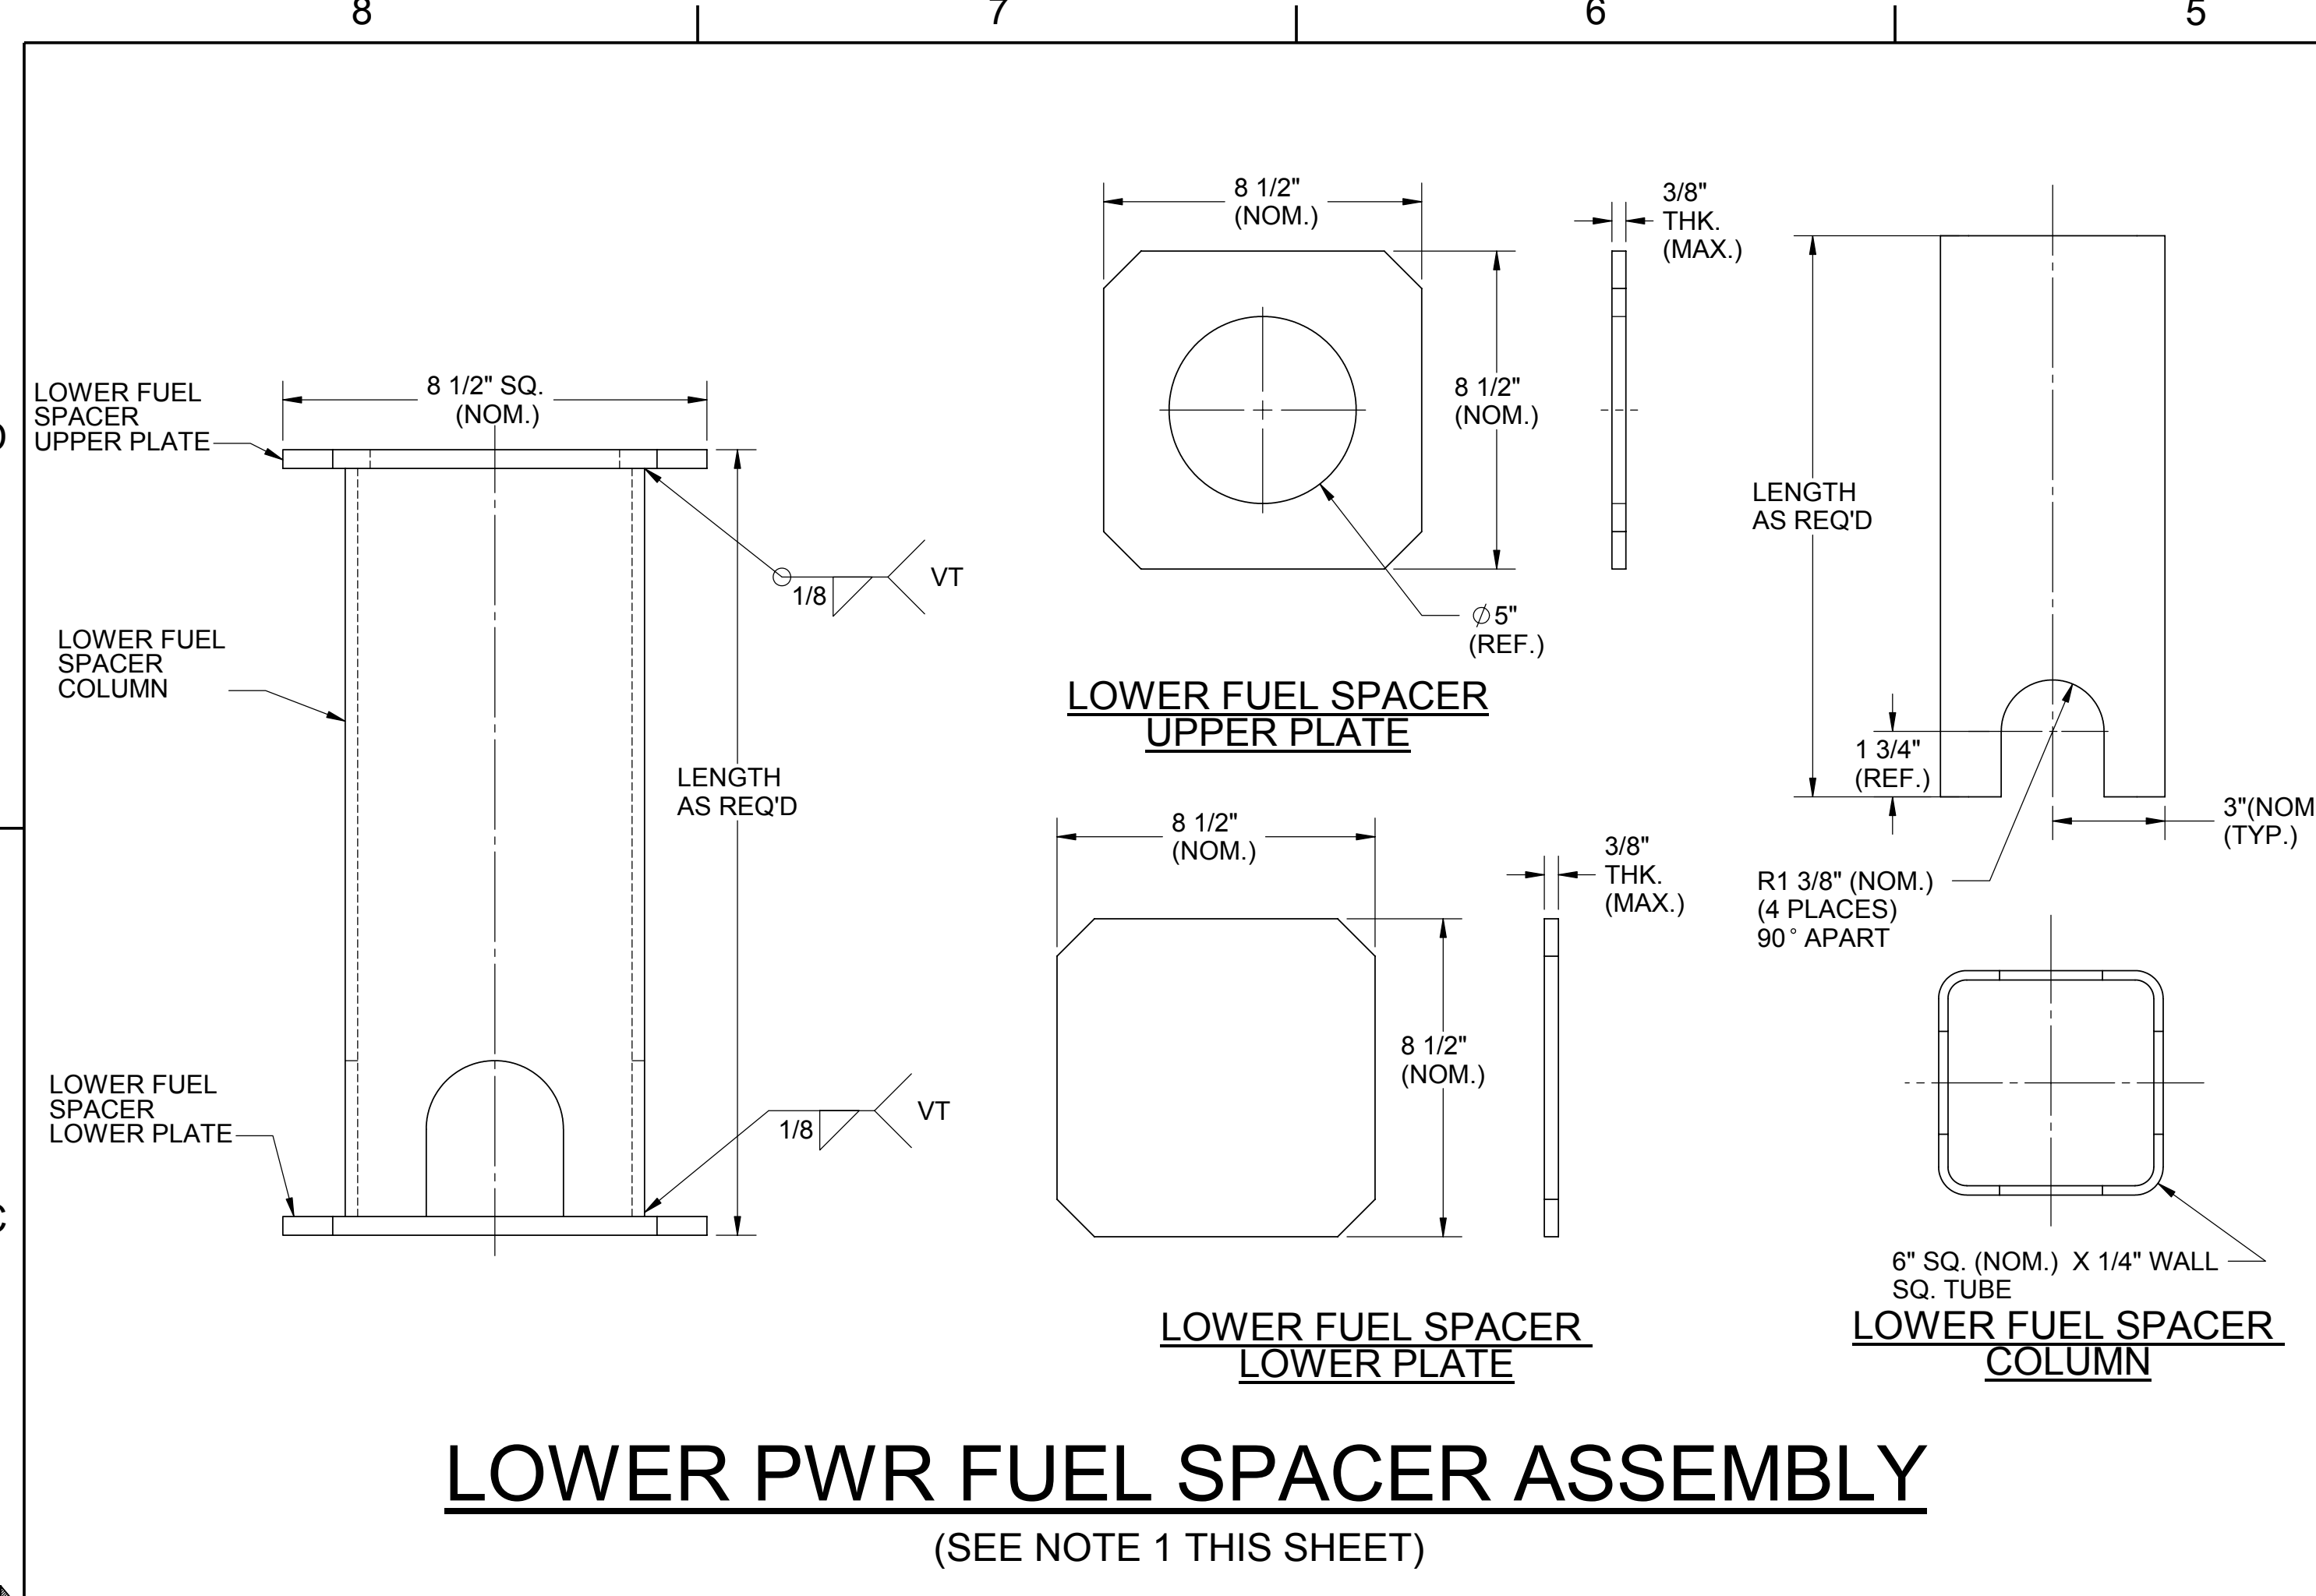 8
7
6
5
D
C
LOWER FUEL
SPACER
UPPER PLATE
8 1/2" SQ.
(NOM.)
1/8
VT
LOWER FUEL
SPACER
COLUMN
LENGTH
AS REQ'D
LOWER FUEL
SPACER
LOWER PLATE
1/8
VT
8 1/2"
(NOM.)
3/8"
THK.
(MAX.)
8 1/2"
(NOM.)
∅5"
(REF.)
LOWER FUEL SPACER
UPPER PLATE
8 1/2"
(NOM.)
3/8"
THK.
(MAX.)
8 1/2"
(NOM.)
LOWER FUEL SPACER
LOWER PLATE
LENGTH
AS REQ'D
1 3/4"
(REF.)
3"(NOM
(TYP.)
R1 3/8" (NOM.)
(4 PLACES)
90° APART
6" SQ. (NOM.) X 1/4" WALL
SQ. TUBE
LOWER FUEL SPACER
COLUMN
LOWER PWR FUEL SPACER ASSEMBLY
(SEE NOTE 1 THIS SHEET)